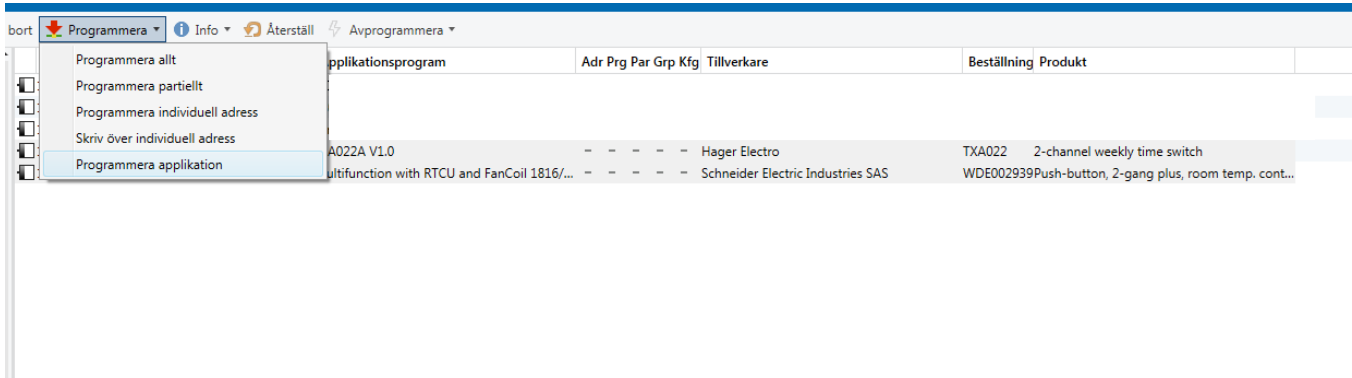 bort Programmera Info Återställ Avprogrammera
Programmera allt
Programmera partiellt
Programmera individuell adress
Skriv över individuell adress
Programmera applikation
pplikationsprogram Adr Prg Par Grp Kfg Tillverkare Beställning Produkt
A022A V1.0 – – – – – Hager Electro TXA022 2-channel weekly time switch
ultifunction with RTCU and FanCoil 1816/... – – – – – Schneider Electric Industries SAS WDE002939 Push-button, 2-gang plus, room temp. cont...